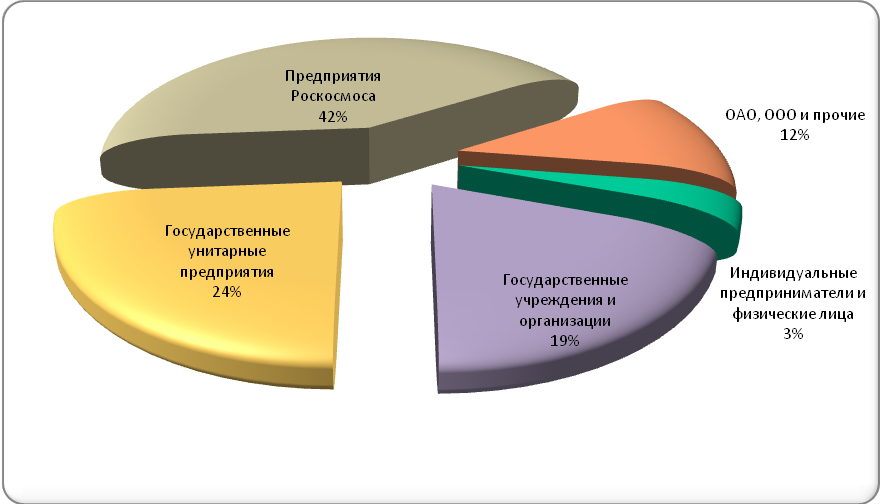 Предприятия
Роскосмоса
42%
ОАО, ООО и прочие
12%
Государственные
унитарные
предприятия
24%
Государственные
учреждения и
организации
19%
Индивидуальные
предприниматели и
физические лица
3%